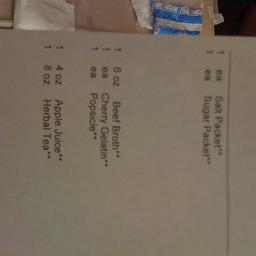 1 ea Salt Packet**
1 ea Sugar Packet**
1 6 oz Beef Broth**
1 ea Cherry Gelatin**
1 ea Popsicle**
1 4 oz Apple Juice**
1 8 oz Herbal Tea**